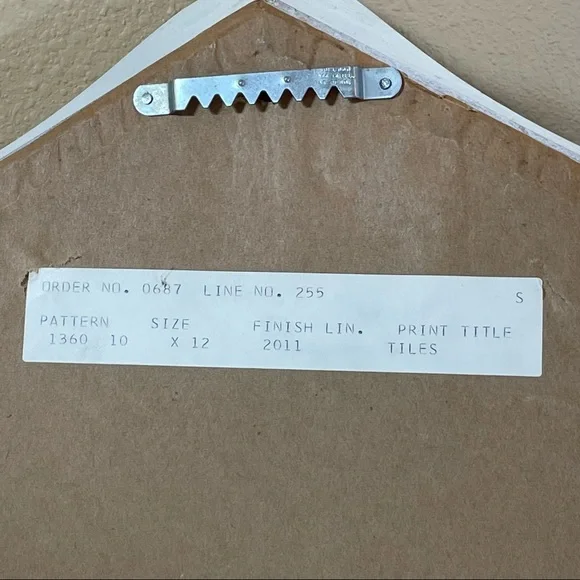 ORDER NO. 0687 LINE NO. 255 S
PATTERN SIZE FINISH LIN. PRINT TITLE
1360 10 X 12 2011 TILES